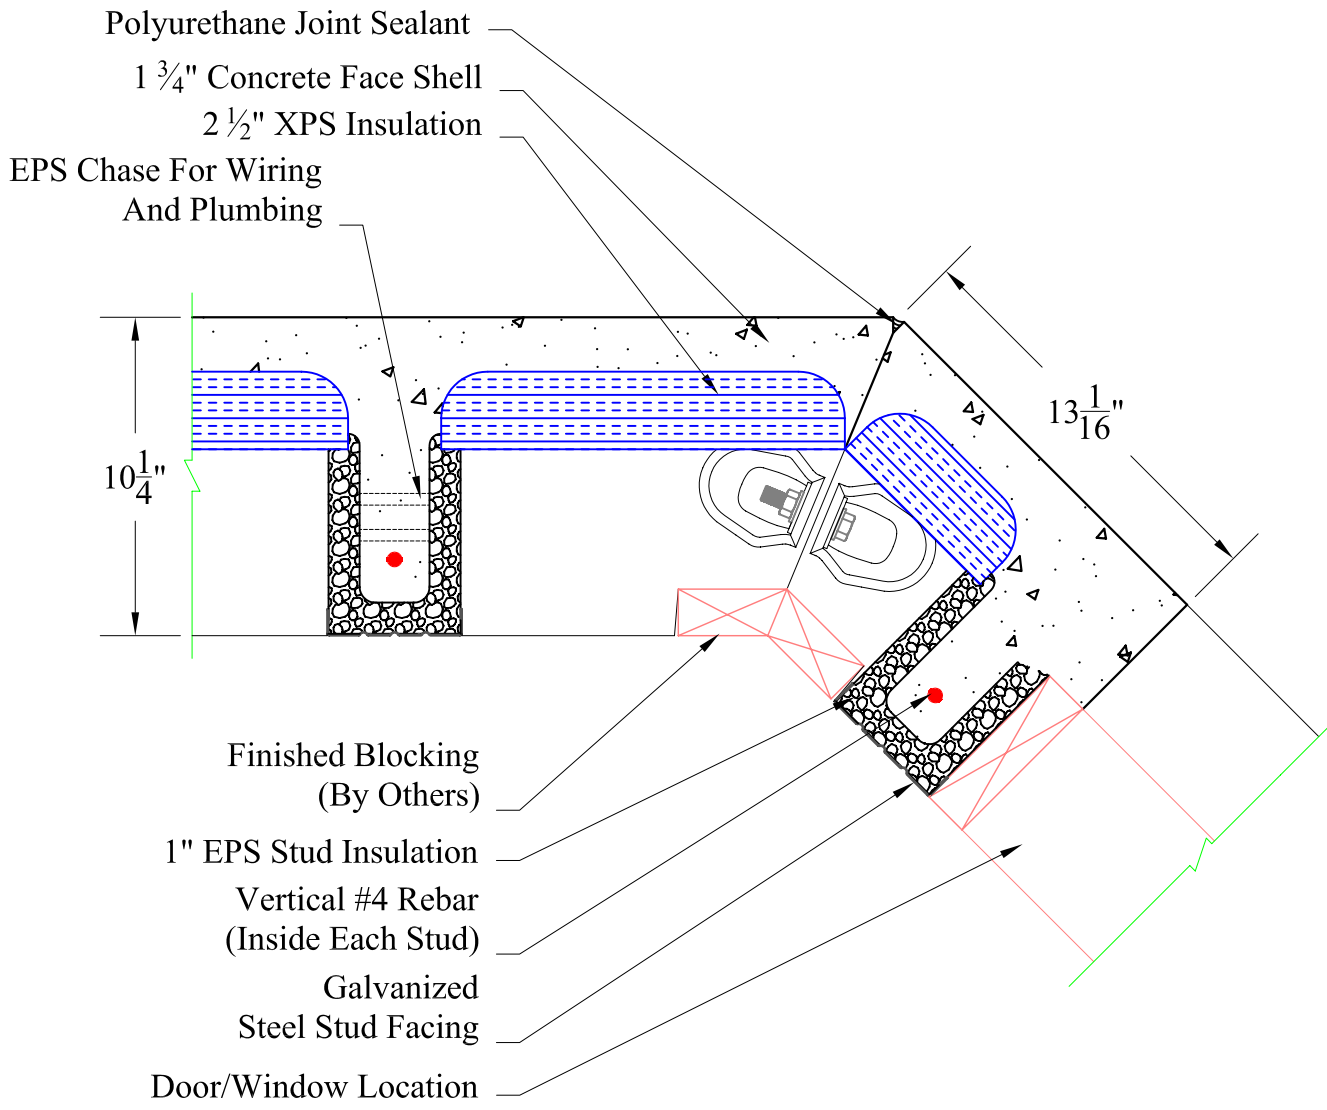 Polyurethane Joint Sealant
1 3/4" Concrete Face Shell
2 1/2" XPS Insulation
EPS Chase For Wiring
And Plumbing
13 1/16"
10 1/4"
Finished Blocking
(By Others)
1" EPS Stud Insulation
Vertical #4 Rebar
(Inside Each Stud)
Galvanized
Steel Stud Facing
Door/Window Location